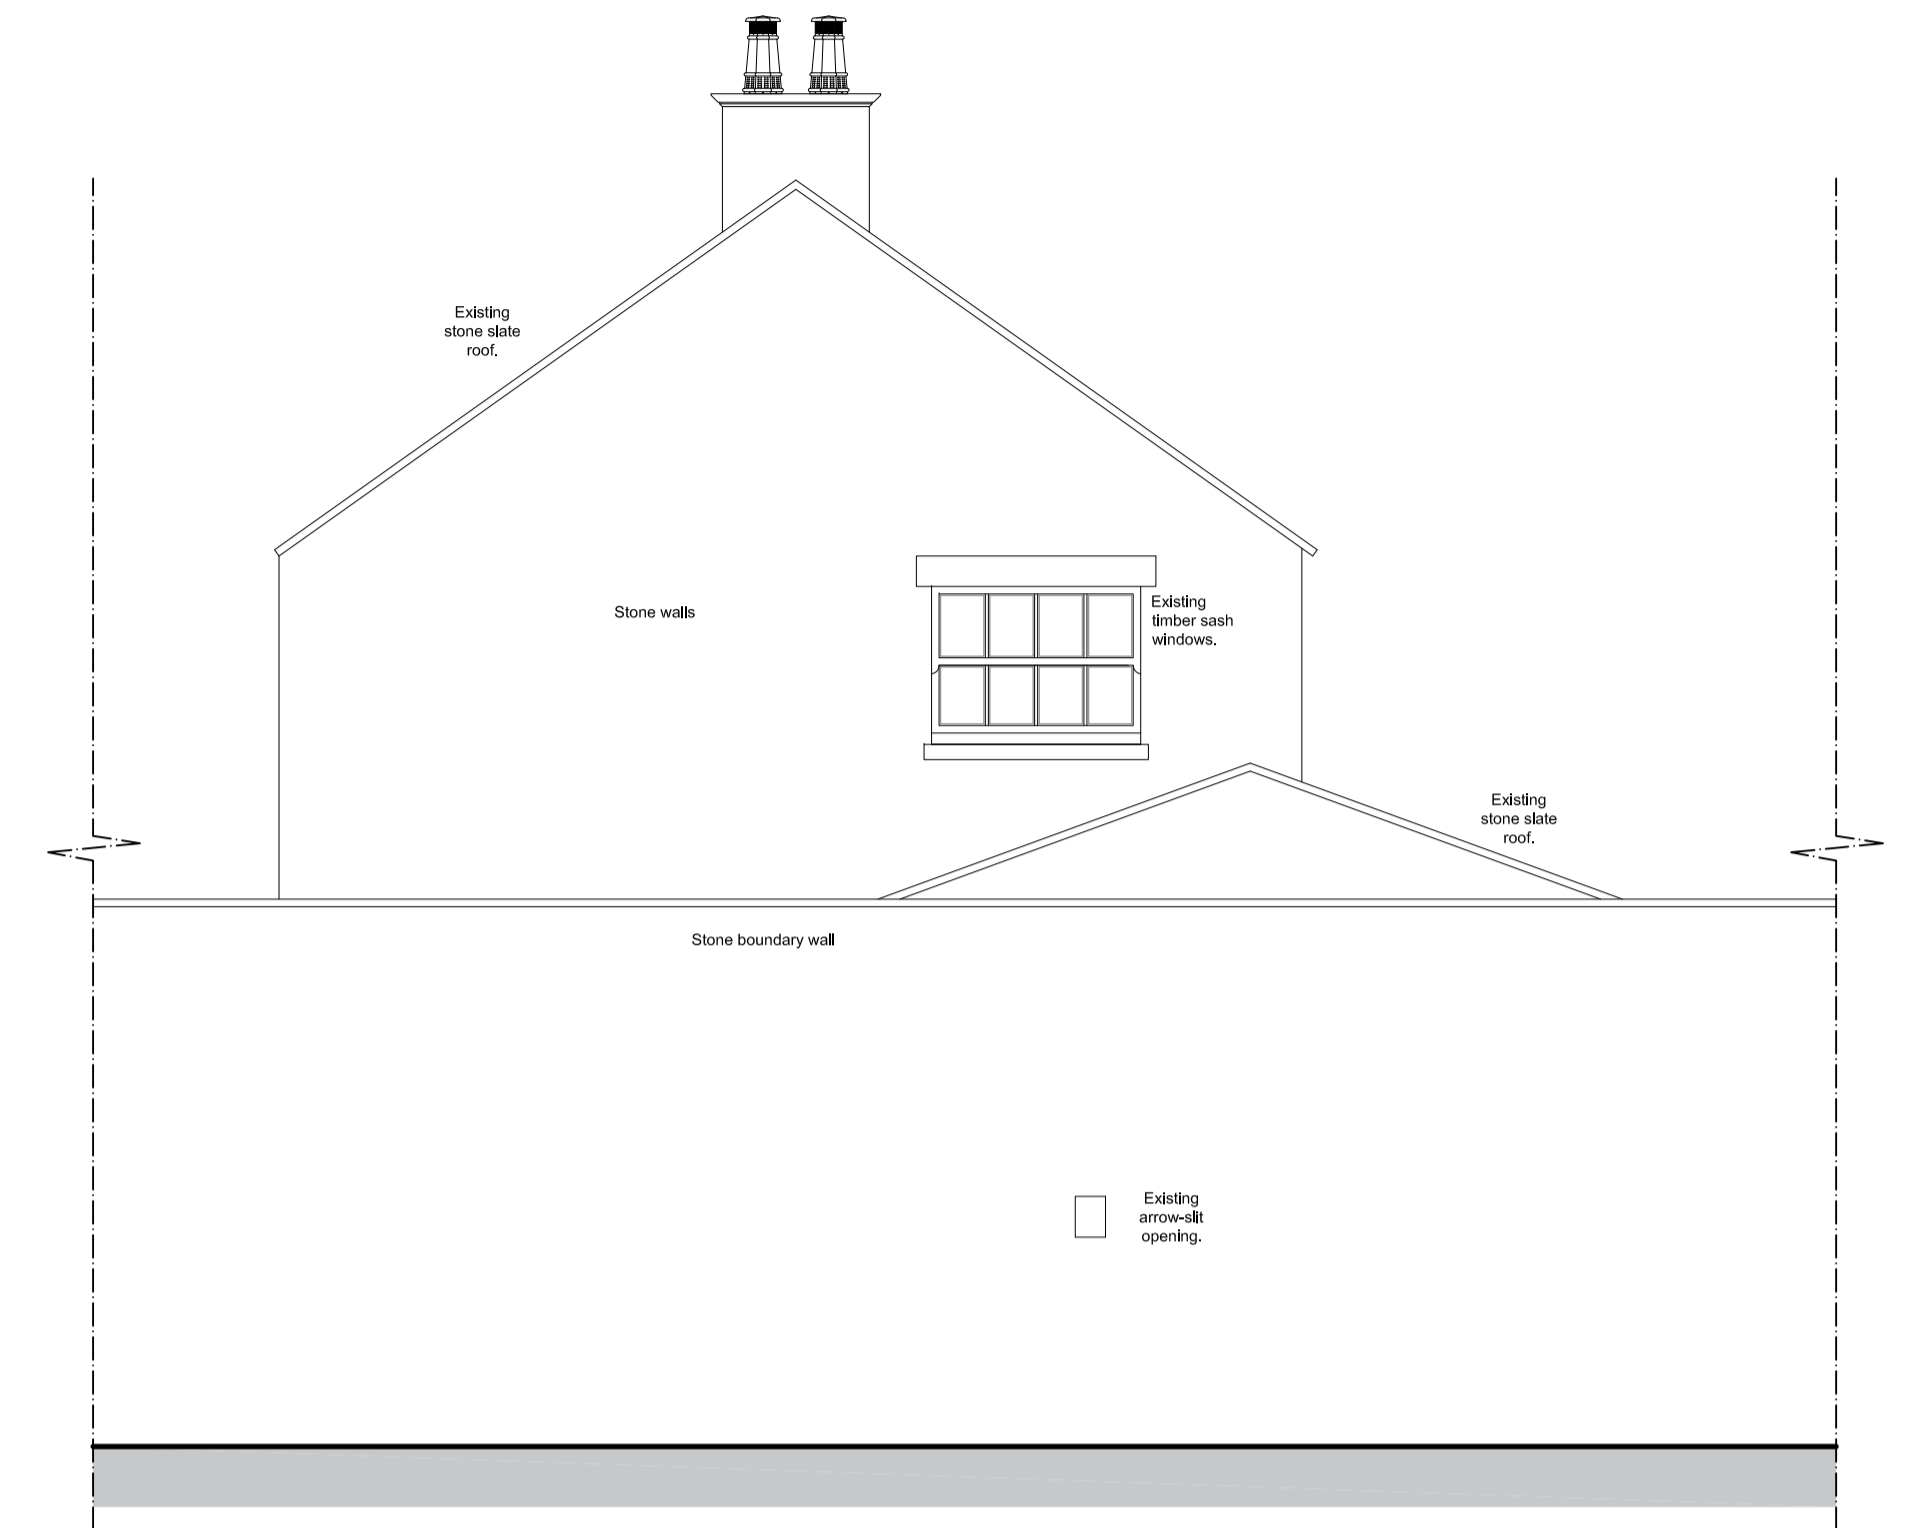 Existing
stone slate
roof.
Stone walls
Existing
timber sash
windows.
Existing
stone slate
roof.
Stone boundary wall
Existing
arrow-slit
opening.